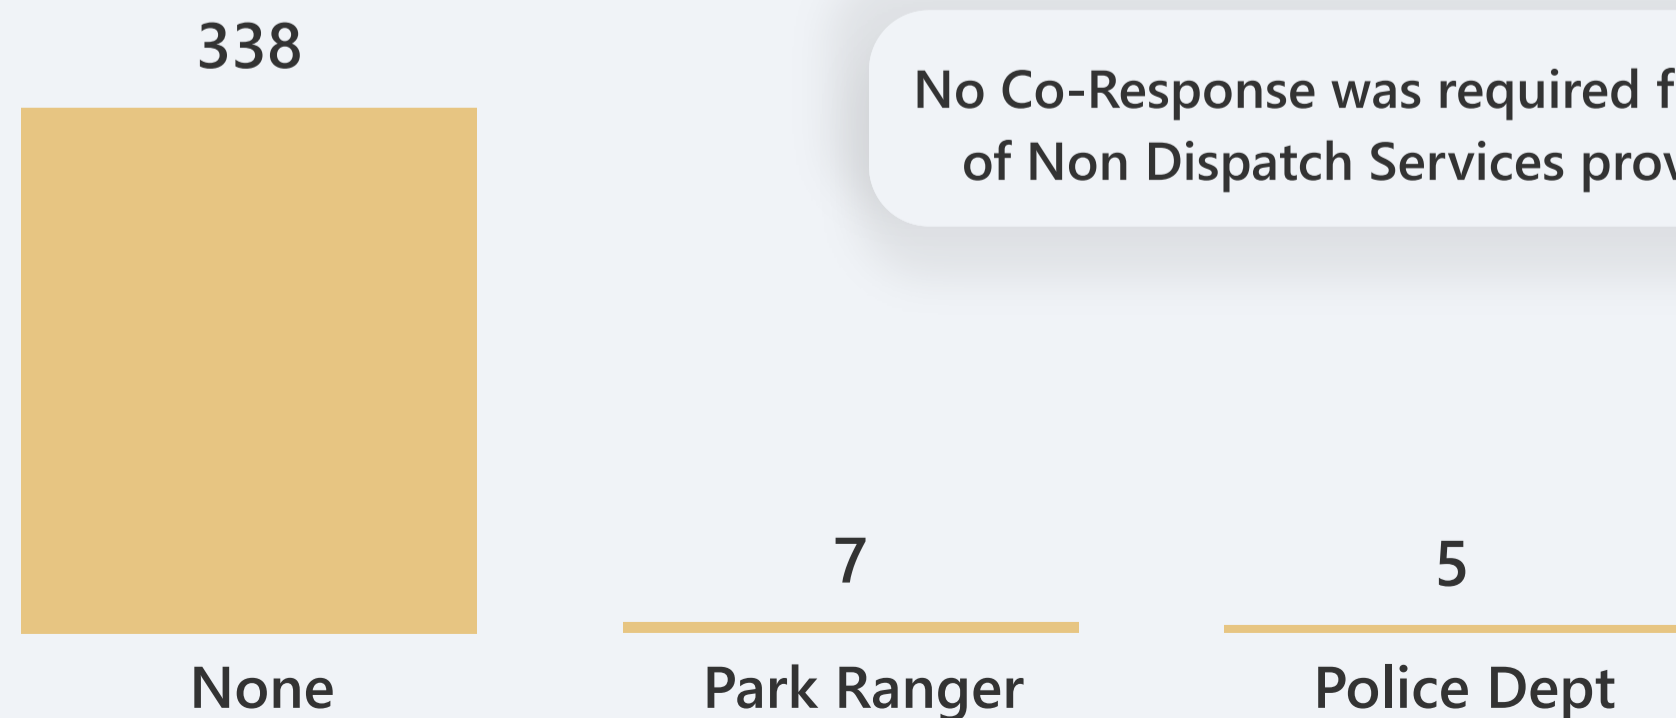 338
No Co-Response was required
of Non Dispatch Services
7
5
None
Park Ranger
Police Dept